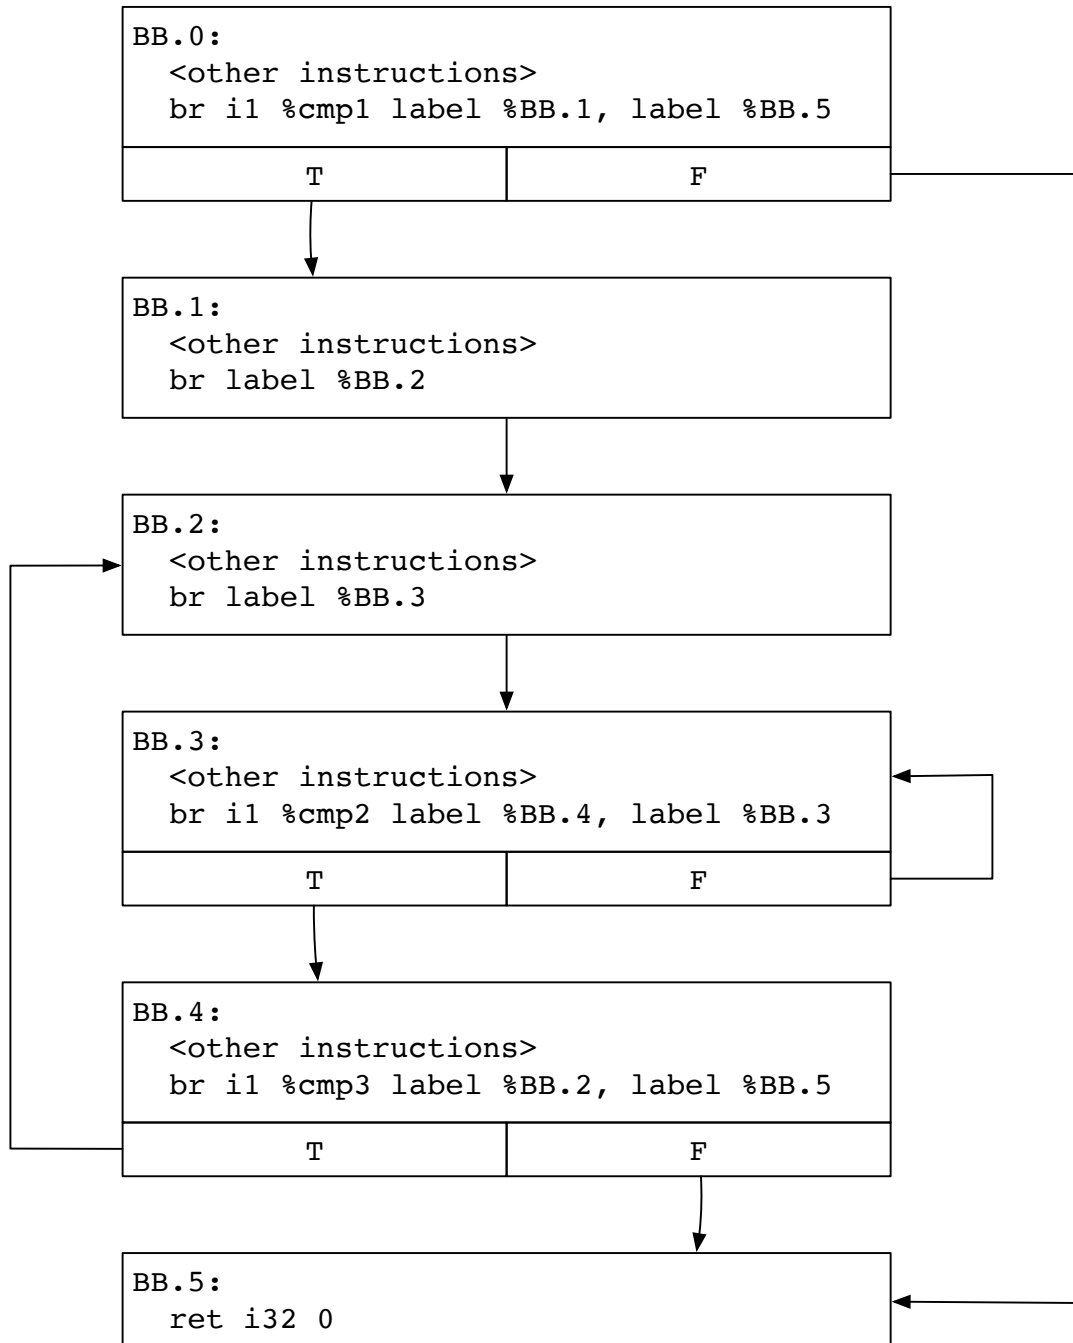 BB.0:
<other instructions>
br i1 %cmp1 label %BB.1, label %BB.5
T F
BB.1:
<other instructions>
br label %BB.2
BB.2:
<other instructions>
br label %BB.3
BB.3:
<other instructions>
br i1 %cmp2 label %BB.4, label %BB.3
T F
BB.4:
<other instructions>
br i1 %cmp3 label %BB.2, label %BB.5
T F
BB.5:
ret i32 0